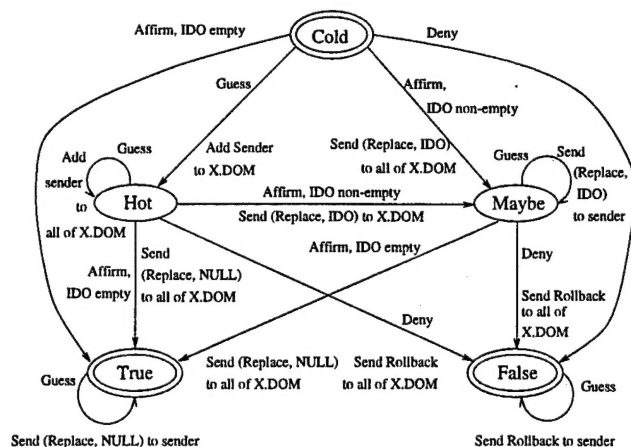 Affirm, IDO empty
Cold
Deny
Guess
Affirm,
IDO non-empty
Add Sender
to X.DOM
Send (Replace, IDO)
to all of X.DOM
Guess
Add
sender
to
all of X.DOM
Hot
Affirm, IDO non-empty
Send (Replace, IDO) to X.DOM
Guess
Send
(Replace,
IDO)
to sender
Maybe
Affirm,
IDO empty
Send
(Replace, NULL)
to all of X.DOM
Affirm, IDO empty
Deny
Deny
Send Rollback
to all of
X.DOM
True
Send (Replace, NULL)
to all of X.DOM
Send Rollback
to all of X.DOM
False
Guess
Guess
Send (Replace, NULL) to sender
Send Rollback to sender